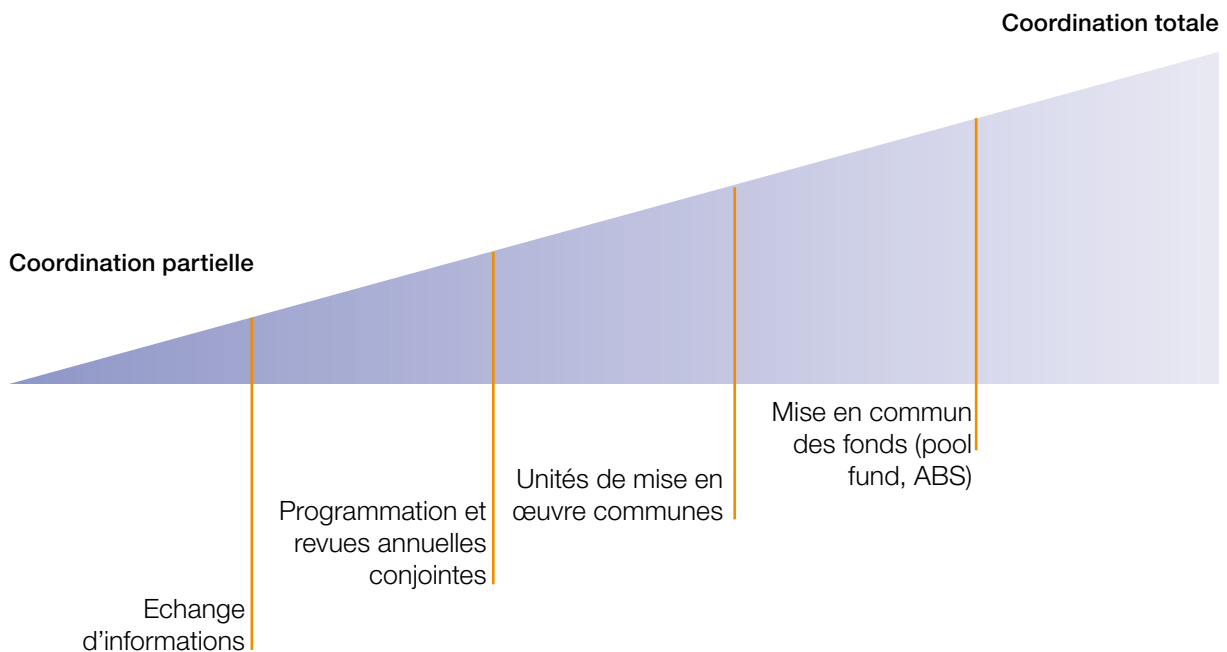 Coordination totale
Coordination partielle
Mise en commun
des fonds (pool
fund, ABS)
Unités de mise en
œuvre communes
Programmation et
revues annuelles
conjointes
Echange
d’informations